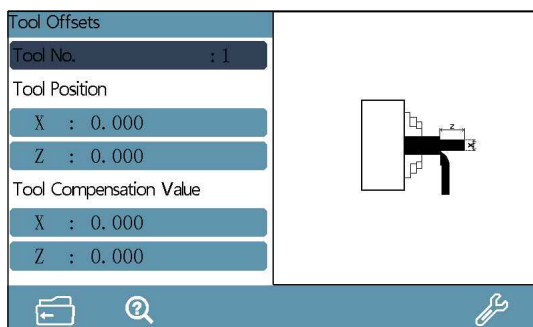 Tool Offsets
Tool No. : 1
Tool Position
X : 0.000
Z : 0.000
Tool Compensation Value
X : 0.000
Z : 0.000
Z
X